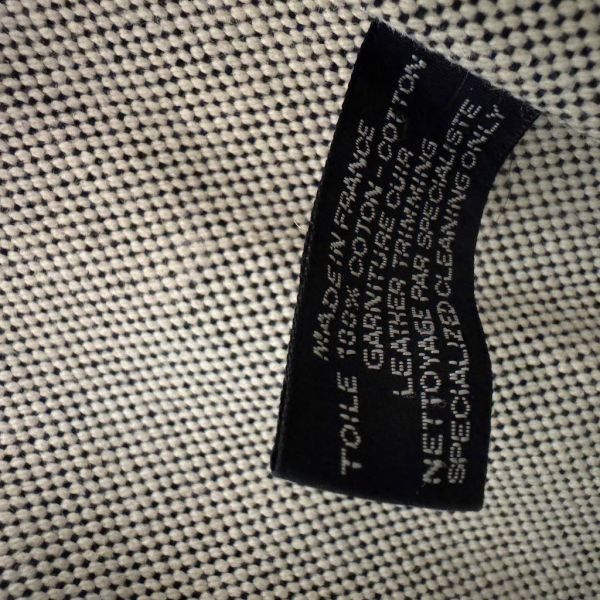 MADE IN FRANCE
TOILE 100% COTON - COTTON
GARNITURE CUIR
LEATHER TRIMMING
NETTOYAGE PAR SPECIALISTE
SPECIALIZED CLEANING ONLY